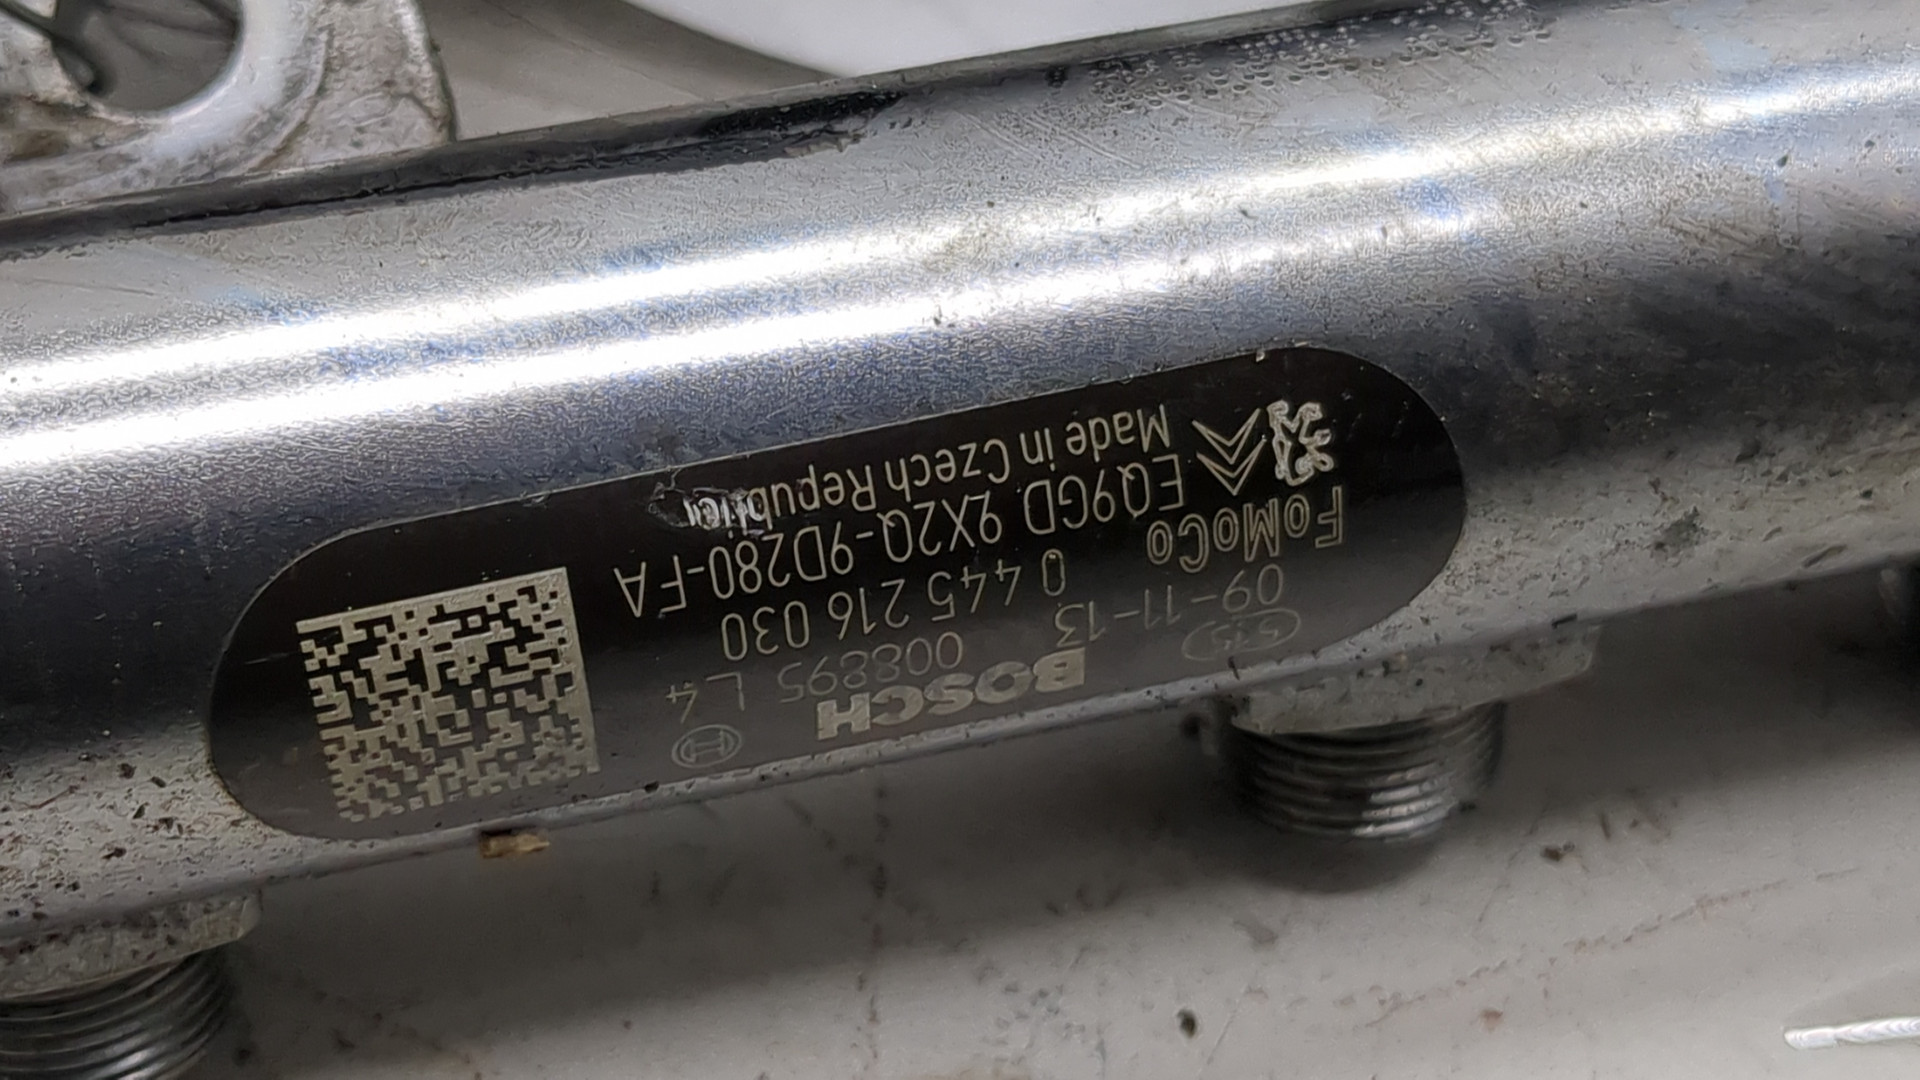 BOSCH
09-11-13 008895 L4
FoMoCo 0 445 216 030
EQ9GD 9X2Q-9D280-FA
Made in Czech Republic